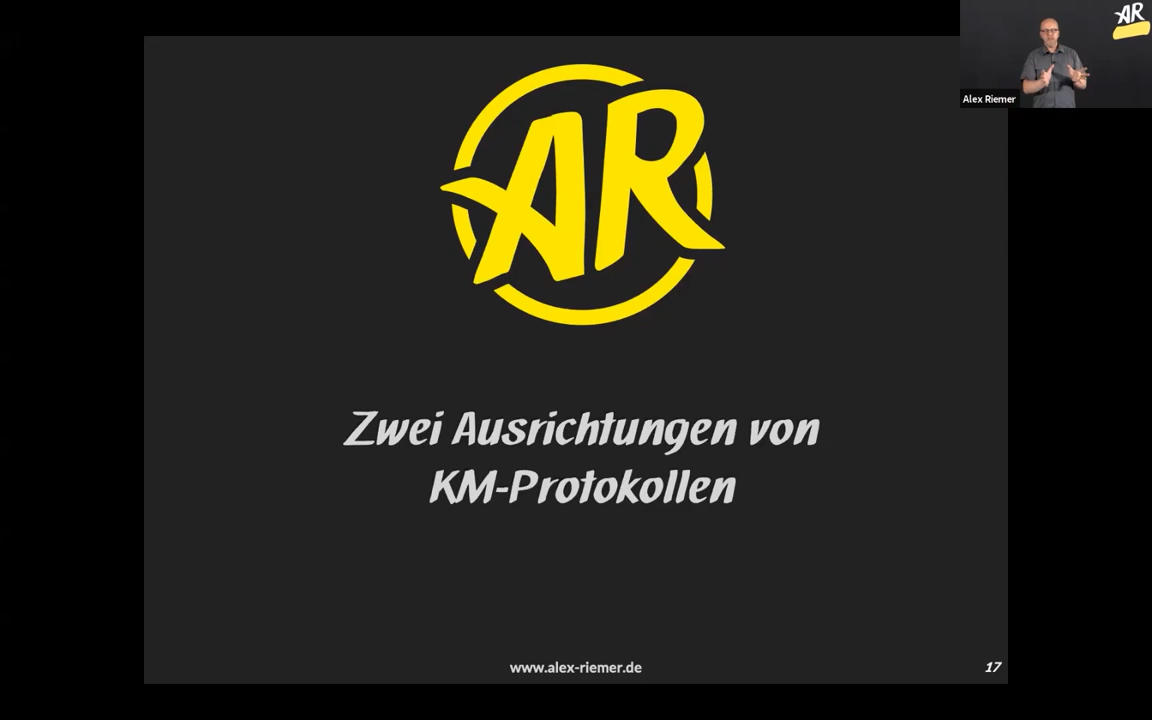 AR
Alex Riemer
AR
Zwei Ausrichtungen von
KM-Protokollen
www.alex-riemer.de
17